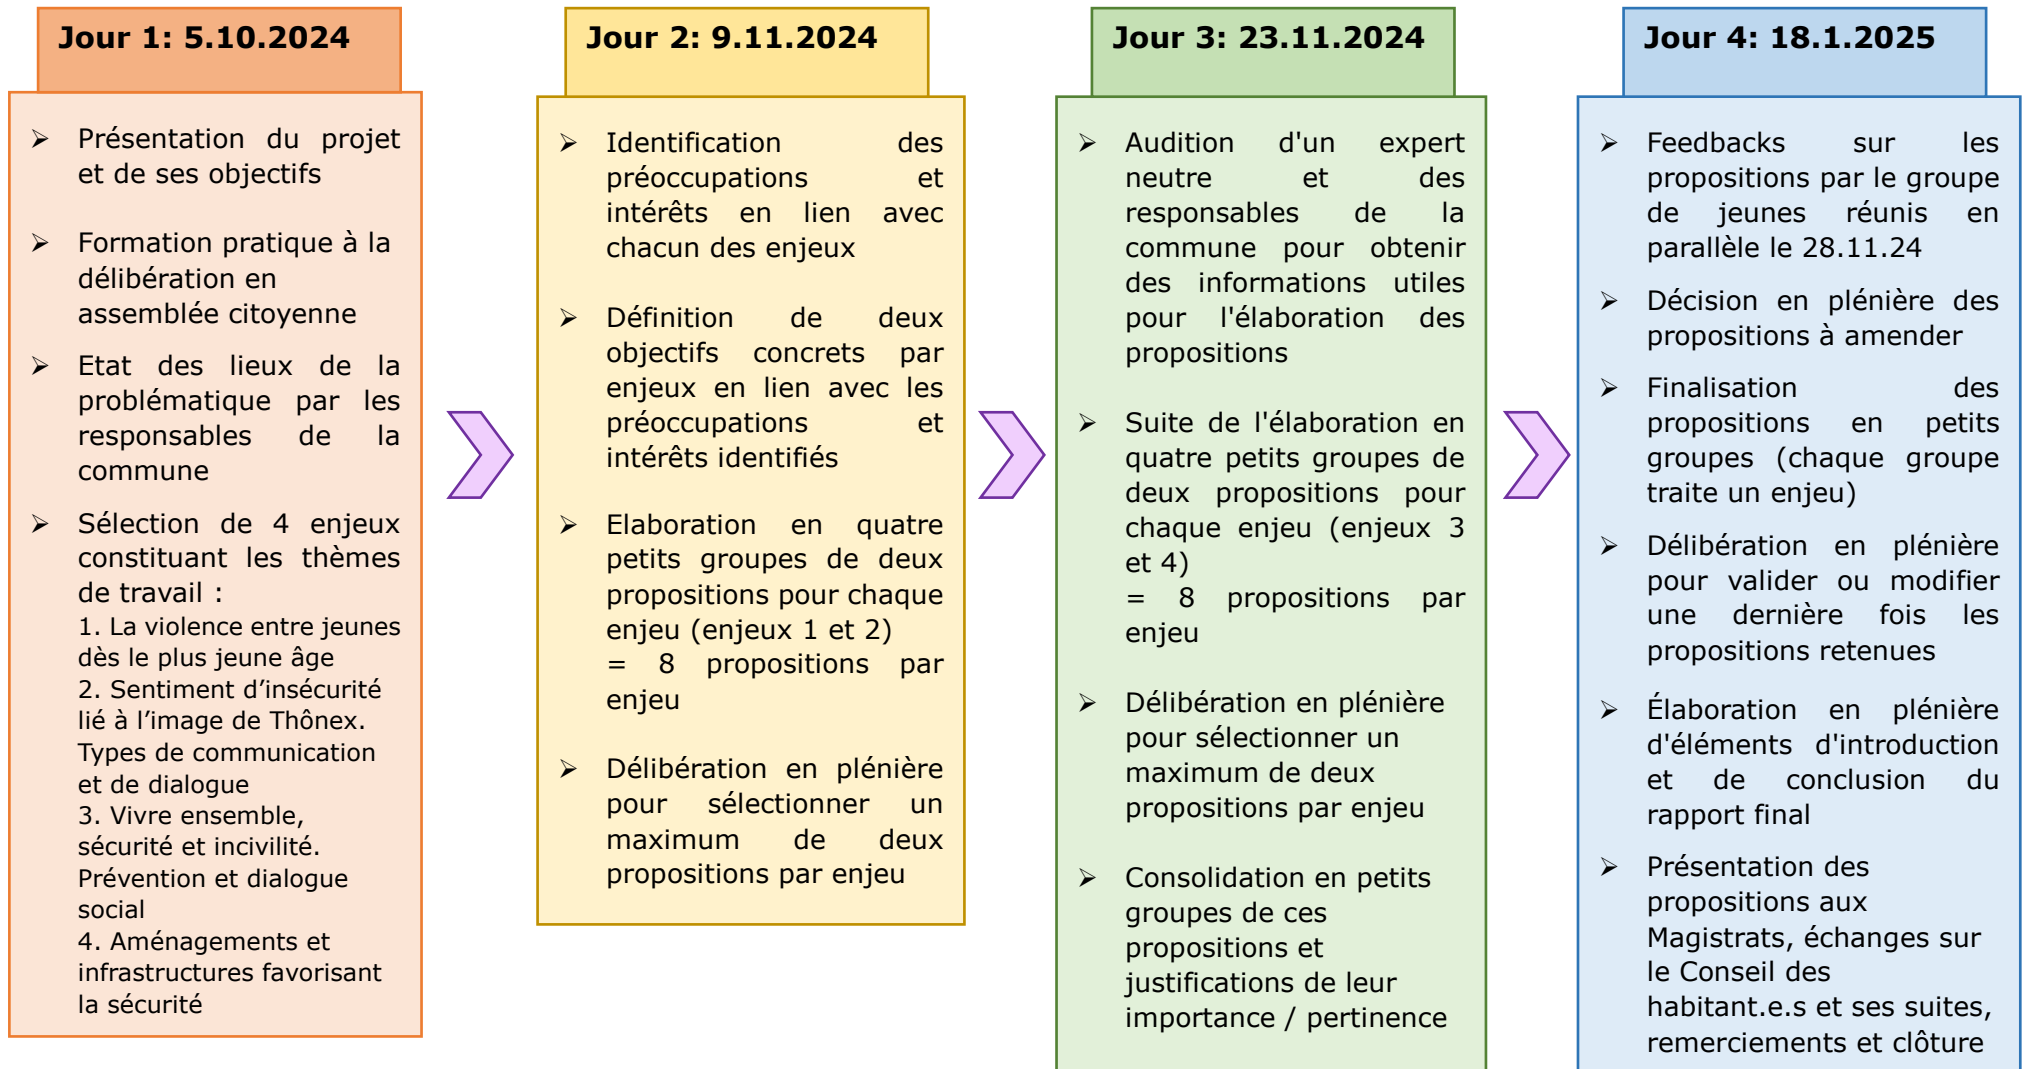 Jour 1: 5.10.2024
➢ Présentation du projet
et de ses objectifs
➢ Formation pratique à la
délibération en
assemblée citoyenne
➢ Etat des lieux de la
problématique par les
responsables de la
commune
➢ Sélection de 4 enjeux
constituant les thèmes
de travail :
1. La violence entre jeunes
dès le plus jeune âge
2. Sentiment d’insécurité
lié à l’image de Thônex.
Types de communication
et de dialogue
3. Vivre ensemble,
sécurité et incivilité.
Prévention et dialogue
social
4. Aménagements et
infrastructures favorisant
la sécurité
Jour 2: 9.11.2024
➢ Identification des
préoccupations et
intérêts en lien avec
chacun des enjeux
➢ Définition de deux
objectifs concrets par
enjeux en lien avec les
préoccupations et
intérêts identifiés
➢ Elaboration en quatre
petits groupes de deux
propositions pour chaque
enjeu (enjeux 1 et 2)
= 8 propositions par
enjeu
➢ Délibération en plénière
pour sélectionner un
maximum de deux
propositions par enjeu
Jour 3: 23.11.2024
➢ Audition d'un expert
neutre et des
responsables de la
commune pour obtenir
des informations utiles
pour l'élaboration des
propositions
➢ Suite de l'élaboration en
quatre petits groupes de
deux propositions pour
chaque enjeu (enjeux 3
et 4)
= 8 propositions par
enjeu
➢ Délibération en plénière
pour sélectionner un
maximum de deux
propositions par enjeu
➢ Consolidation en petits
groupes de ces
propositions et
justifications de leur
importance / pertinence
Jour 4: 18.1.2025
➢ Feedbacks sur les
propositions par le groupe
de jeunes réunis en
parallèle le 28.11.24
➢ Décision en plénière des
propositions à amender
➢ Finalisation des
propositions en petits
groupes (chaque groupe
traite un enjeu)
➢ Délibération en plénière
pour valider ou modifier
une dernière fois les
propositions retenues
➢ Élaboration en plénière
d'éléments d'introduction
et de conclusion du
rapport final
➢ Présentation des
propositions aux
Magistrats, échanges sur
le Conseil des
habitant.e.s et ses suites,
remerciements et clôture